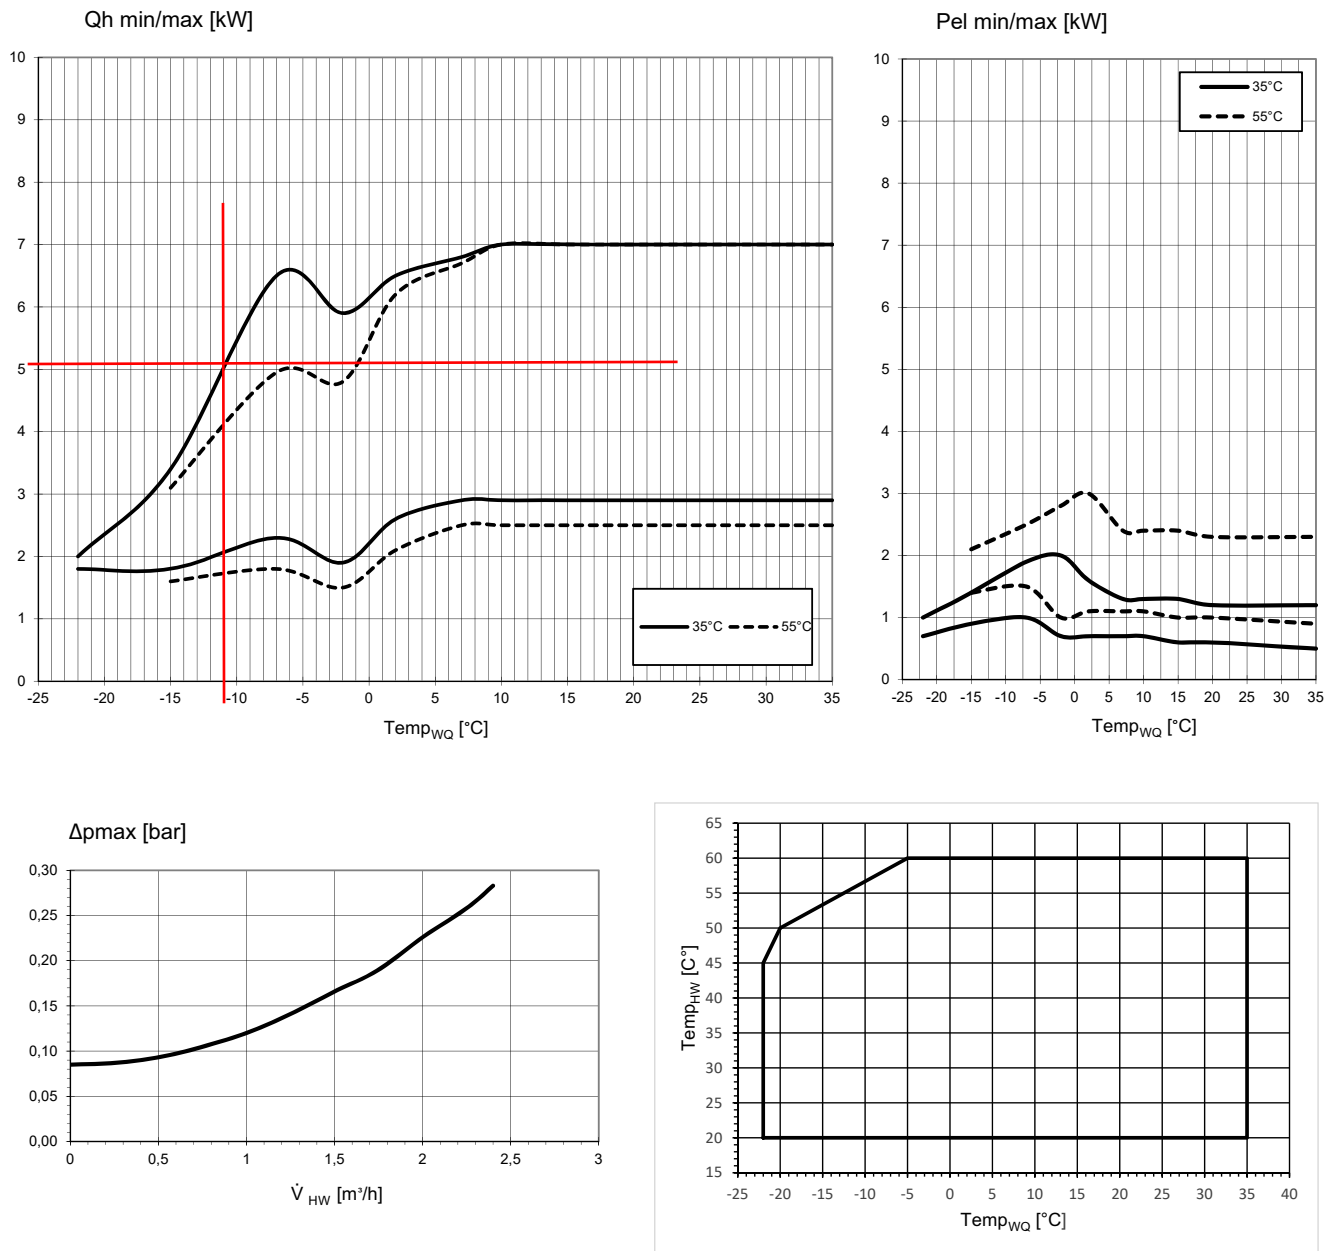 Qh min/max [kW]
10
9
8
7
6
5
4
3
2
1
0
-25 -20 -15 -10 -5 0 5 10 15 20 25 30 35
35°C 55°C
TempWQ [°C]
Pel min/max [kW]
10
9
8
7
6
5
4
3
2
1
0
-25 -20 -15 -10 -5 0 5 10 15 20 25 30 35
35°C
55°C
TempWQ [°C]
Δpmax [bar]
0,30
0,25
0,20
0,15
0,10
0,05
0,00
0 0,5 1 1,5 2 2,5 3
V̇ HW [m³/h]
65
60
55
50
45
40
35
30
25
20
15
TempHW [C°]
-25 -20 -15 -10 -5 0 5 10 15 20 25 30 35 40
TempWQ [°C]